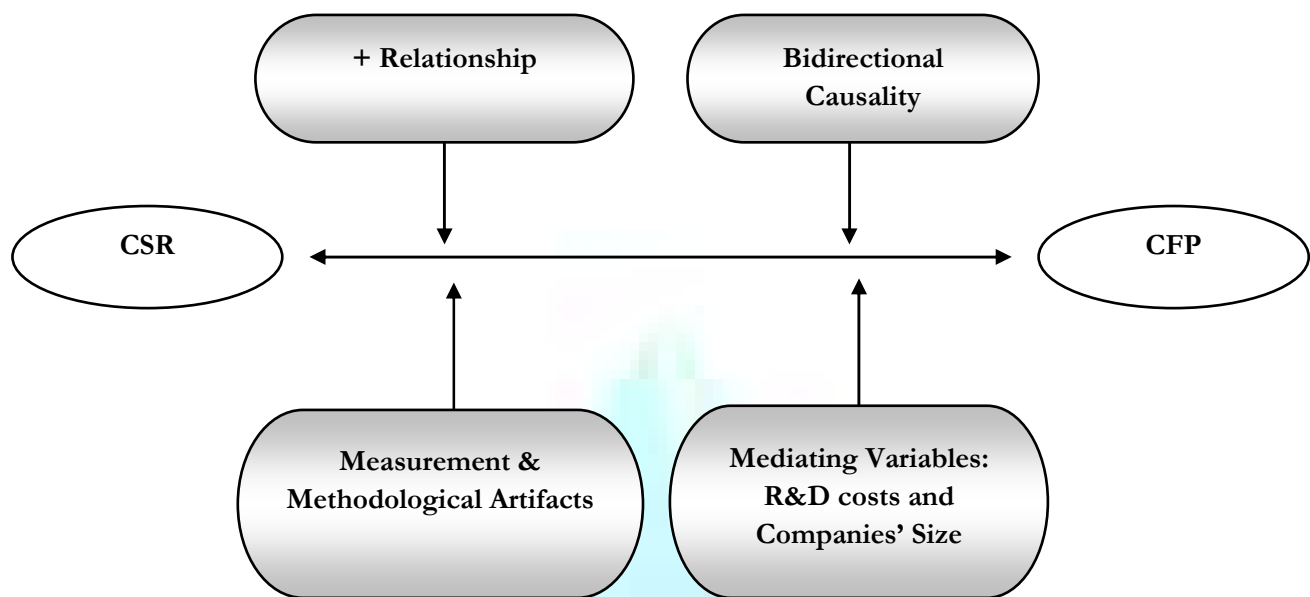 + Relationship
Bidirectional
Causality
CSR
CFP
Measurement &
Methodological Artifacts
Mediating Variables:
R&D costs and
Companies’ Size